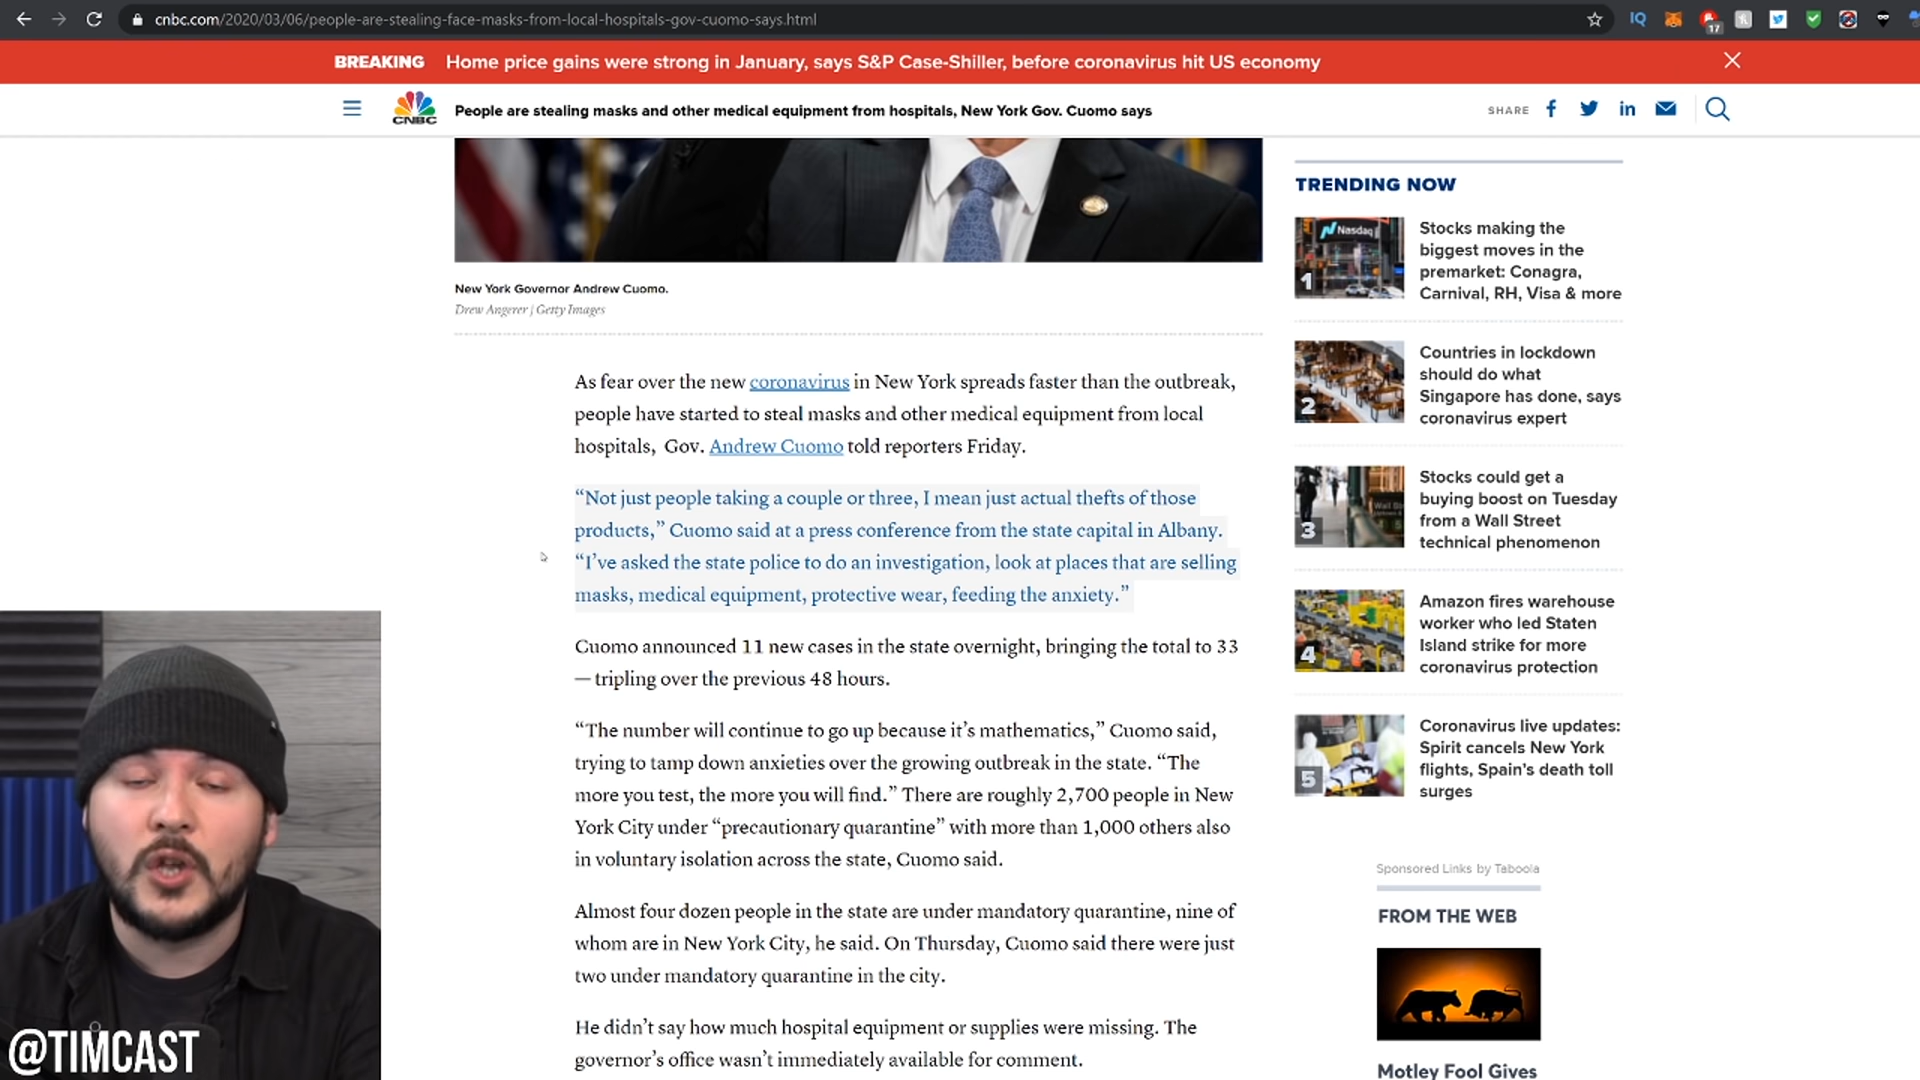 cnbc.com/2020/03/06/people-are-stealing-face-masks-from-local-hospitals-gov-cuomo-says.html
17
BREAKING Home price gains were strong in January, says S&P Case-Shiller, before coronavirus hit US economy
CNBC
People are stealing masks and other medical equipment from hospitals, New York Gov. Cuomo says
SHARE
New York Governor Andrew Cuomo.
Drew Angerer | Getty Images
As fear over the new coronavirus in New York spreads faster than the outbreak,
people have started to steal masks and other medical equipment from local
hospitals, Gov. Andrew Cuomo told reporters Friday.
“Not just people taking a couple or three, I mean just actual thefts of those
products,” Cuomo said at a press conference from the state capital in Albany.
“I’ve asked the state police to do an investigation, look at places that are selling
masks, medical equipment, protective wear, feeding the anxiety.”
Cuomo announced 11 new cases in the state overnight, bringing the total to 33
— tripling over the previous 48 hours.
“The number will continue to go up because it’s mathematics,” Cuomo said,
trying to tamp down anxieties over the growing outbreak in the state. “The
more you test, the more you will find.” There are roughly 2,700 people in New
York City under “precautionary quarantine” with more than 1,000 others also
in voluntary isolation across the state, Cuomo said.
Almost four dozen people in the state are under mandatory quarantine, nine of
whom are in New York City, he said. On Thursday, Cuomo said there were just
two under mandatory quarantine in the city.
He didn’t say how much hospital equipment or supplies were missing. The
governor’s office wasn’t immediately available for comment.
TRENDING NOW
Nasdaq
1
Stocks making the
biggest moves in the
premarket: Conagra,
Carnival, RH, Visa & more
2
Countries in lockdown
should do what
Singapore has done, says
coronavirus expert
3
Wall St
Stocks could get a
buying boost on Tuesday
from a Wall Street
technical phenomenon
4
Amazon fires warehouse
worker who led Staten
Island strike for more
coronavirus protection
5
Coronavirus live updates:
Spirit cancels New York
flights, Spain’s death toll
surges
Sponsored Links by Taboola
FROM THE WEB
Motley Fool Gives
@TIMCAST